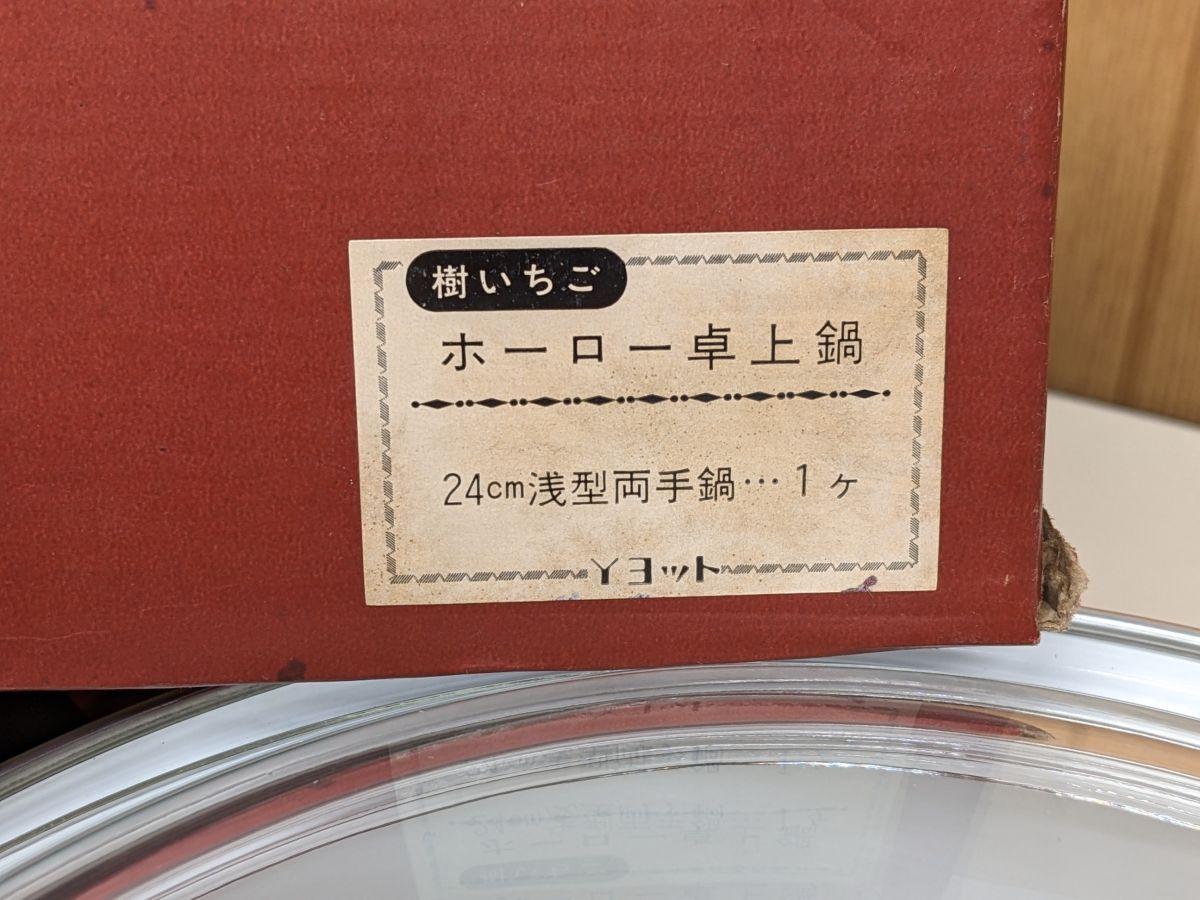 樹いちご
ホーロー卓上鍋
24cm浅型両手鍋…1ヶ
Yヨット